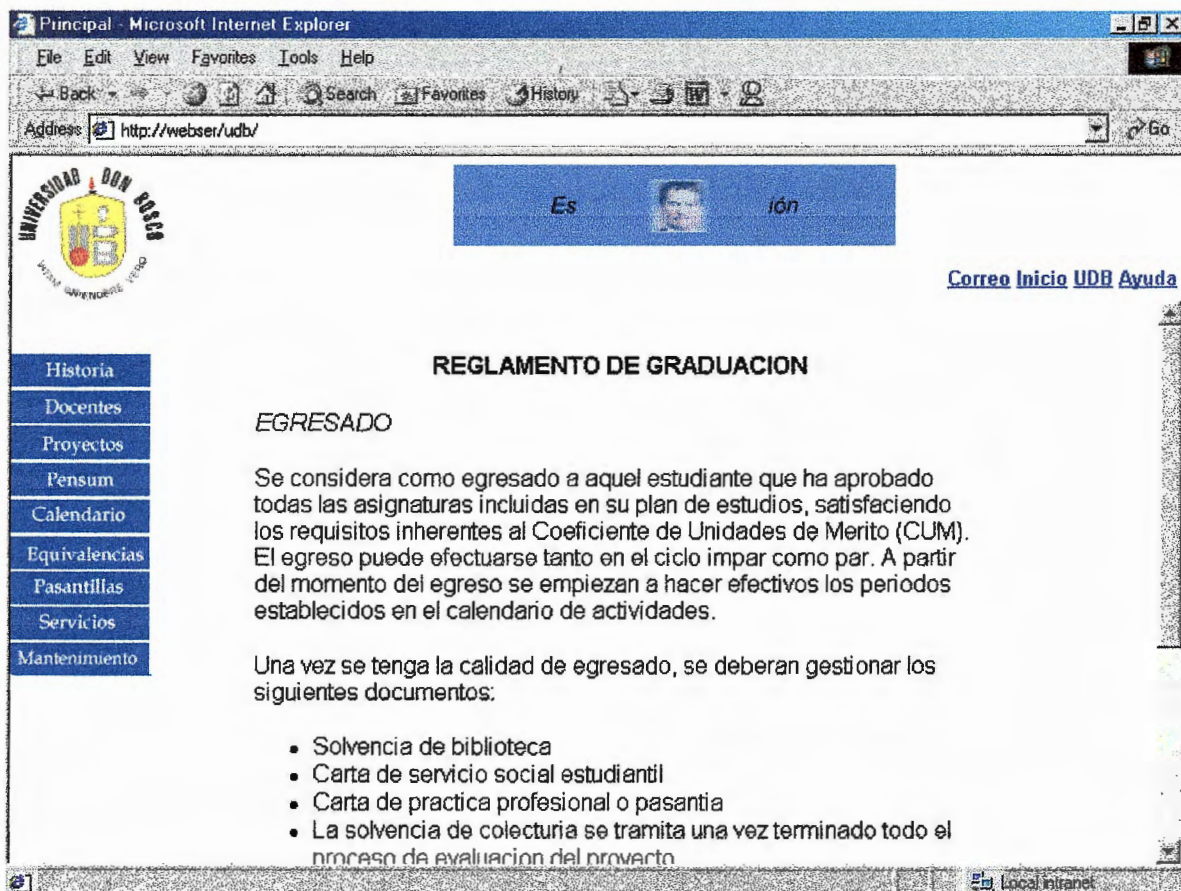 Principal - Microsoft Internet Explorer
File Edit View Favorites Tools Help
Back Search Favorites History
Address http://webser/udb/ Go
UNIVERSIDAD DON BOSCO
Es ión
Correo Inicio UDB Ayuda
Historia
Docentes
Proyectos
Pensum
Calendario
Equivalencias
Pasantillas
Servicios
Mantenimiento
REGLAMENTO DE GRADUACION
EGRESADO
Se considera como egresado a aquel estudiante que ha aprobado
todas las asignaturas incluidas en su plan de estudios, satisfaciendo
los requisitos inherentes al Coeficiente de Unidades de Merito (CUM).
El egreso puede efectuarse tanto en el ciclo impar como par. A partir
del momento del egreso se empiezan a hacer efectivos los periodos
establecidos en el calendario de actividades.
Una vez se tenga la calidad de egresado, se deberan gestionar los
siguientes documentos:
• Solvencia de biblioteca
• Carta de servicio social estudiantil
• Carta de practica profesional o pasantia
• La solvencia de colecturia se tramita una vez terminado todo el
proceso de evaluacion del proyecto
Local intranet